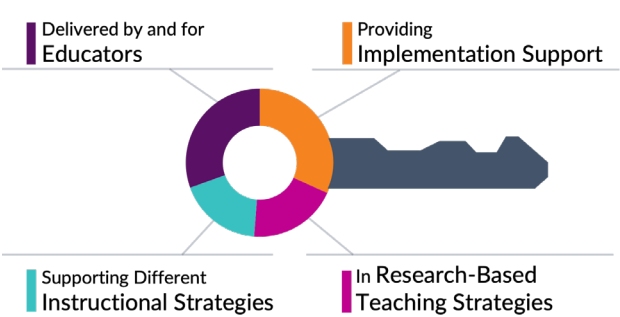 Delivered by and for
Educators
Providing
Implementation Support
Supporting Different
Instructional Strategies
In Research-Based
Teaching Strategies